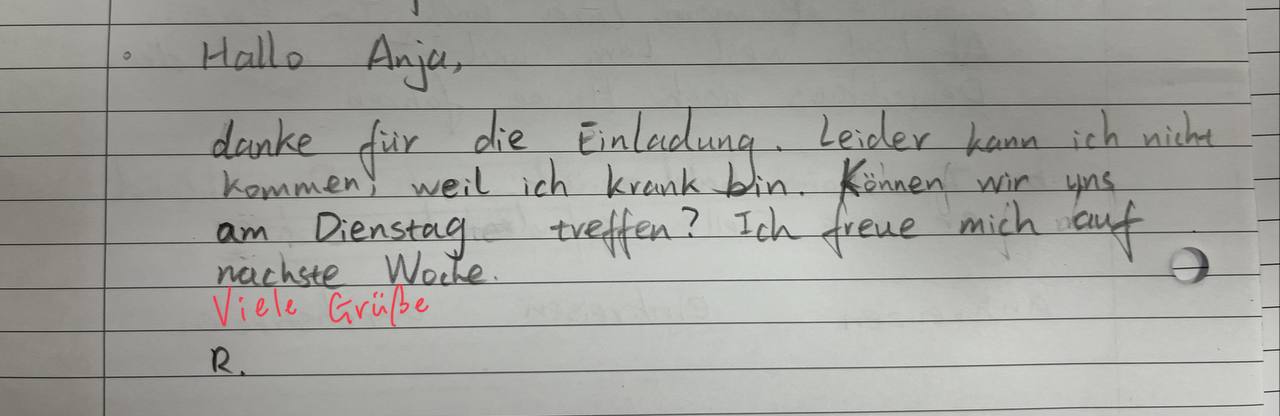 Hallo Anja,
danke für die Einladung. Leider kann ich nicht
kommen, weil ich krank bin. Können wir uns
am Dienstag treffen? Ich freue mich auf
nächste Woche.
Viele Grüße
R.